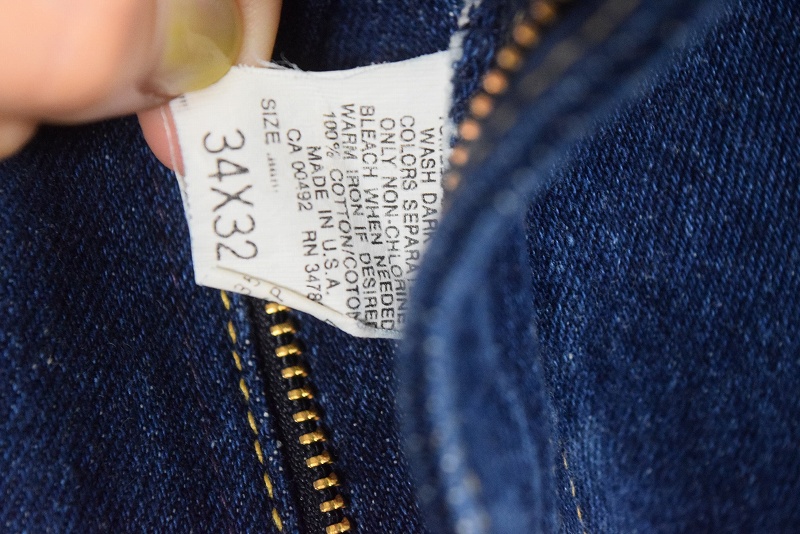 WASH DARK
COLORS SEPARA
ONLY NON-CHLORINE
BLEACH WHEN NEEDED
WARM IRON IF DESIRED
100% COTTON/COTON
MADE IN U.S.A.
CA 00492 RN 3478
SIZE
34X32